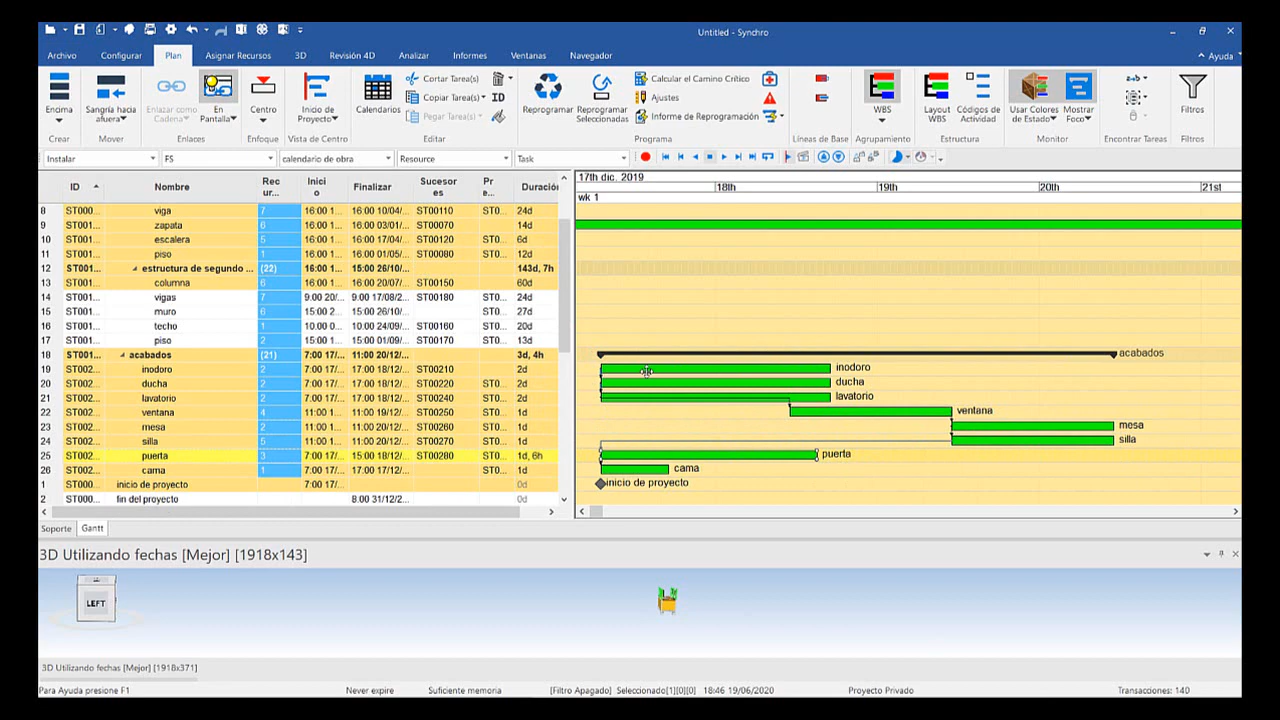 Untitled - Synchro
Archivo Configurar Plan Asignar Recursos 3D Revisión 4D Analizar Informes Ventanas Navegador Ayuda
Encima Sangría hacia afuera Enlazar como Cadena En Pantalla Centro Inicio de Proyecto Calendarios Cortar Tarea(s) Copiar Tarea(s) Pegar Tarea(s) ID Reprogramar Reprogramar Seleccionadas Calcular el Camino Crítico Ajustes Informe de Reprogramación WBS Layout WBS Códigos de Actividad Usar Colores de Estado Mostrar Foco a-b Filtros
Crear Mover Enlaces Enfoque Vista de Centro Editar Programa Líneas de Base Agrupamiento Estructura Monitor Encontrar Tareas Filtros
Instalar FS calendario de obra Resource Task
ID Nombre Rec ur... Inici o Finalizar Sucesor es Pr e... Duració
17th dic. 2019
18th 19th 20th 21st
wk 1
8 ST000... viga 7 16:00 1... 16:00 10/04/... ST00110 ST0... 24d
9 ST001... zapata 6 16:00 1... 16:00 03/01/... ST00070 14d
10 ST001... escalera 5 16:00 1... 16:00 17/04/... ST00120 ST0... 6d
11 ST001... piso 1 16:00 1... 16:00 01/05/... ST00080 ST0... 12d
12 ST001... estructura de segundo ... (22) 16:00 1... 15:00 26/10/... 143d, 7h
13 ST001... columna 6 16:00 1... 16:00 20/07/... ST00150 60d
14 ST001... vigas 7 9:00 20/... 9:00 17/08/2... ST00180 ST0... 24d
15 ST001... muro 6 15:00 2... 15:00 26/10/... ST0... 27d
16 ST001... techo 1 10:00 0... 10:00 24/09/... ST00160 ST0... 20d
17 ST001... piso 2 15:00 1... 15:00 01/09/... ST00170 ST0... 13d
18 ST001... acabados (21) 7:00 17/... 11:00 20/12/... 3d, 4h acabados
19 ST002... inodoro 2 7:00 17/... 17:00 18/12/... ST00210 2d inodoro
20 ST002... ducha 2 7:00 17/... 17:00 18/12/... ST00220 ST0... 2d ducha
21 ST002... lavatorio 2 7:00 17/... 17:00 18/12/... ST00240 ST0... 2d lavatorio
22 ST002... ventana 4 11:00 1... 11:00 19/12/... ST00250 ST0... 1d ventana
23 ST002... mesa 2 11:00 1... 11:00 20/12/... ST00260 ST0... 1d mesa
24 ST002... silla 5 11:00 1... 11:00 20/12/... ST00270 ST0... 1d silla
25 ST002... puerta 3 7:00 17/... 15:00 18/12/... ST00280 ST0... 1d, 6h puerta
26 ST002... cama 1 7:00 17/... 17:00 17/12/... ST0... 1d cama
1 ST000... inicio de proyecto 7:00 17/... 0d inicio de proyecto
2 ST000... fin del proyecto 8:00 31/12/2... 0d
Soporte Gantt
3D Utilizando fechas [Mejor] [1918x143]
LEFT
3D Utilizando fechas [Mejor] [1918x371]
Para Ayuda presione F1 Never expire Suficiente memoria [Filtro Apagado] Seleccionado[1][0][0] 18:46 19/06/2020 Proyecto Privado Transacciones: 140